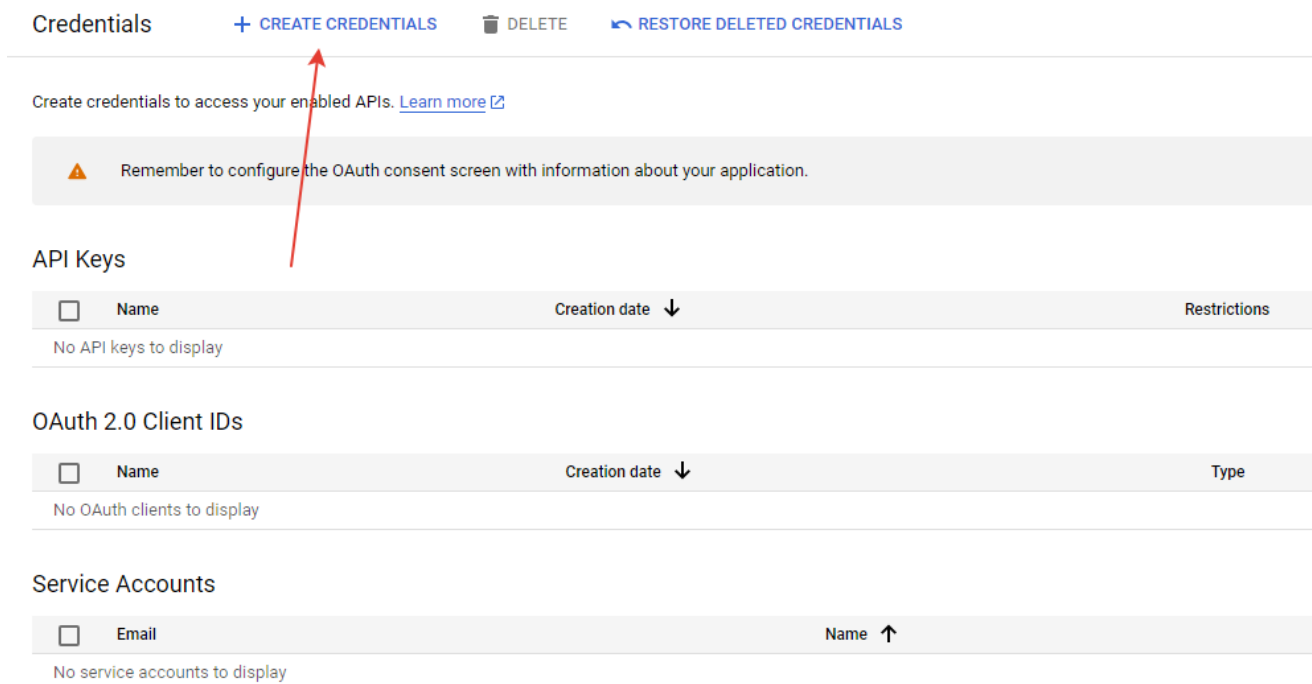 Credentials + CREATE CREDENTIALS DELETE RESTORE DELETED CREDENTIALS
Create credentials to access your enabled APIs. Learn more
Remember to configure the OAuth consent screen with information about your application.
API Keys
Name Creation date Restrictions
No API keys to display
OAuth 2.0 Client IDs
Name Creation date Type
No OAuth clients to display
Service Accounts
Email Name
No service accounts to display